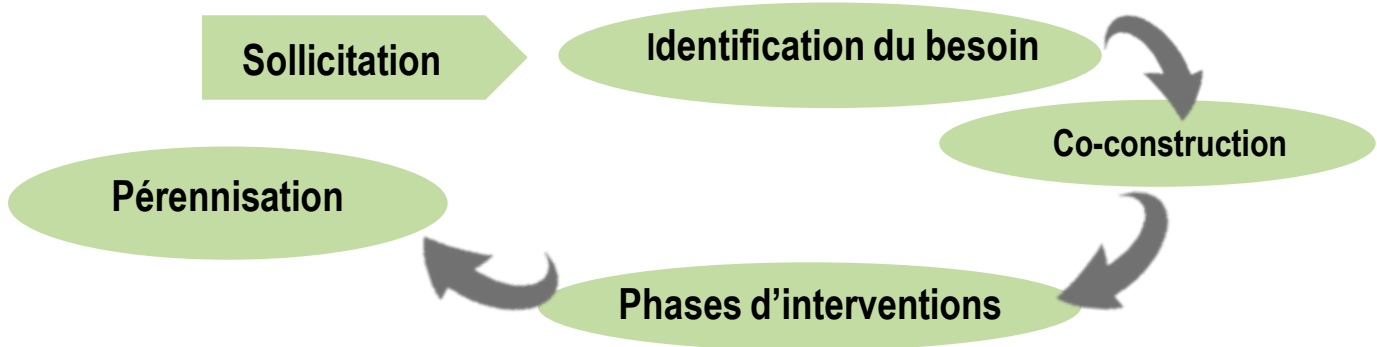 Sollicitation
Identification du besoin
Co-construction
Phases d’interventions
Pérennisation